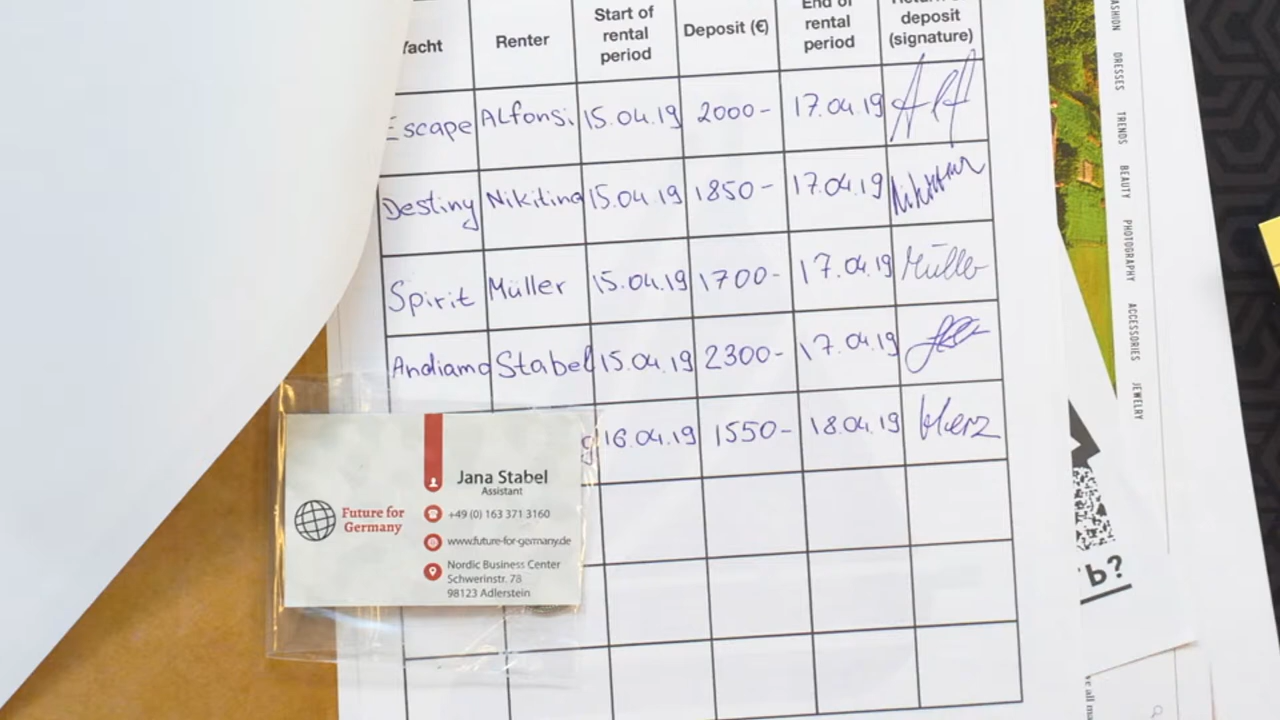 Yacht Renter Start of rental period Deposit (€) End of rental period deposit (signature)
Escape Alfonsi 15.04.19 2000- 17.04.19 Alf
Destiny Nikitina 15.04.19 1850- 17.04.19 Nikitina
Spirit Müller 15.04.19 1700- 17.04.19 Müller
Andiamo Stabel 15.04.19 2300- 17.04.19
g 16.04.19 1550- 18.04.19
Jana Stabel
Assistant
Future for
Germany
+49 (0) 163 371 3160
www.future-for-germany.de
Nordic Business Center
Schwerinstr. 78
98123 Adlerstein
FASHION DRESSES TRENDS BEAUTY PHOTOGRAPHY ACCESSORIES JEWELRY
b?